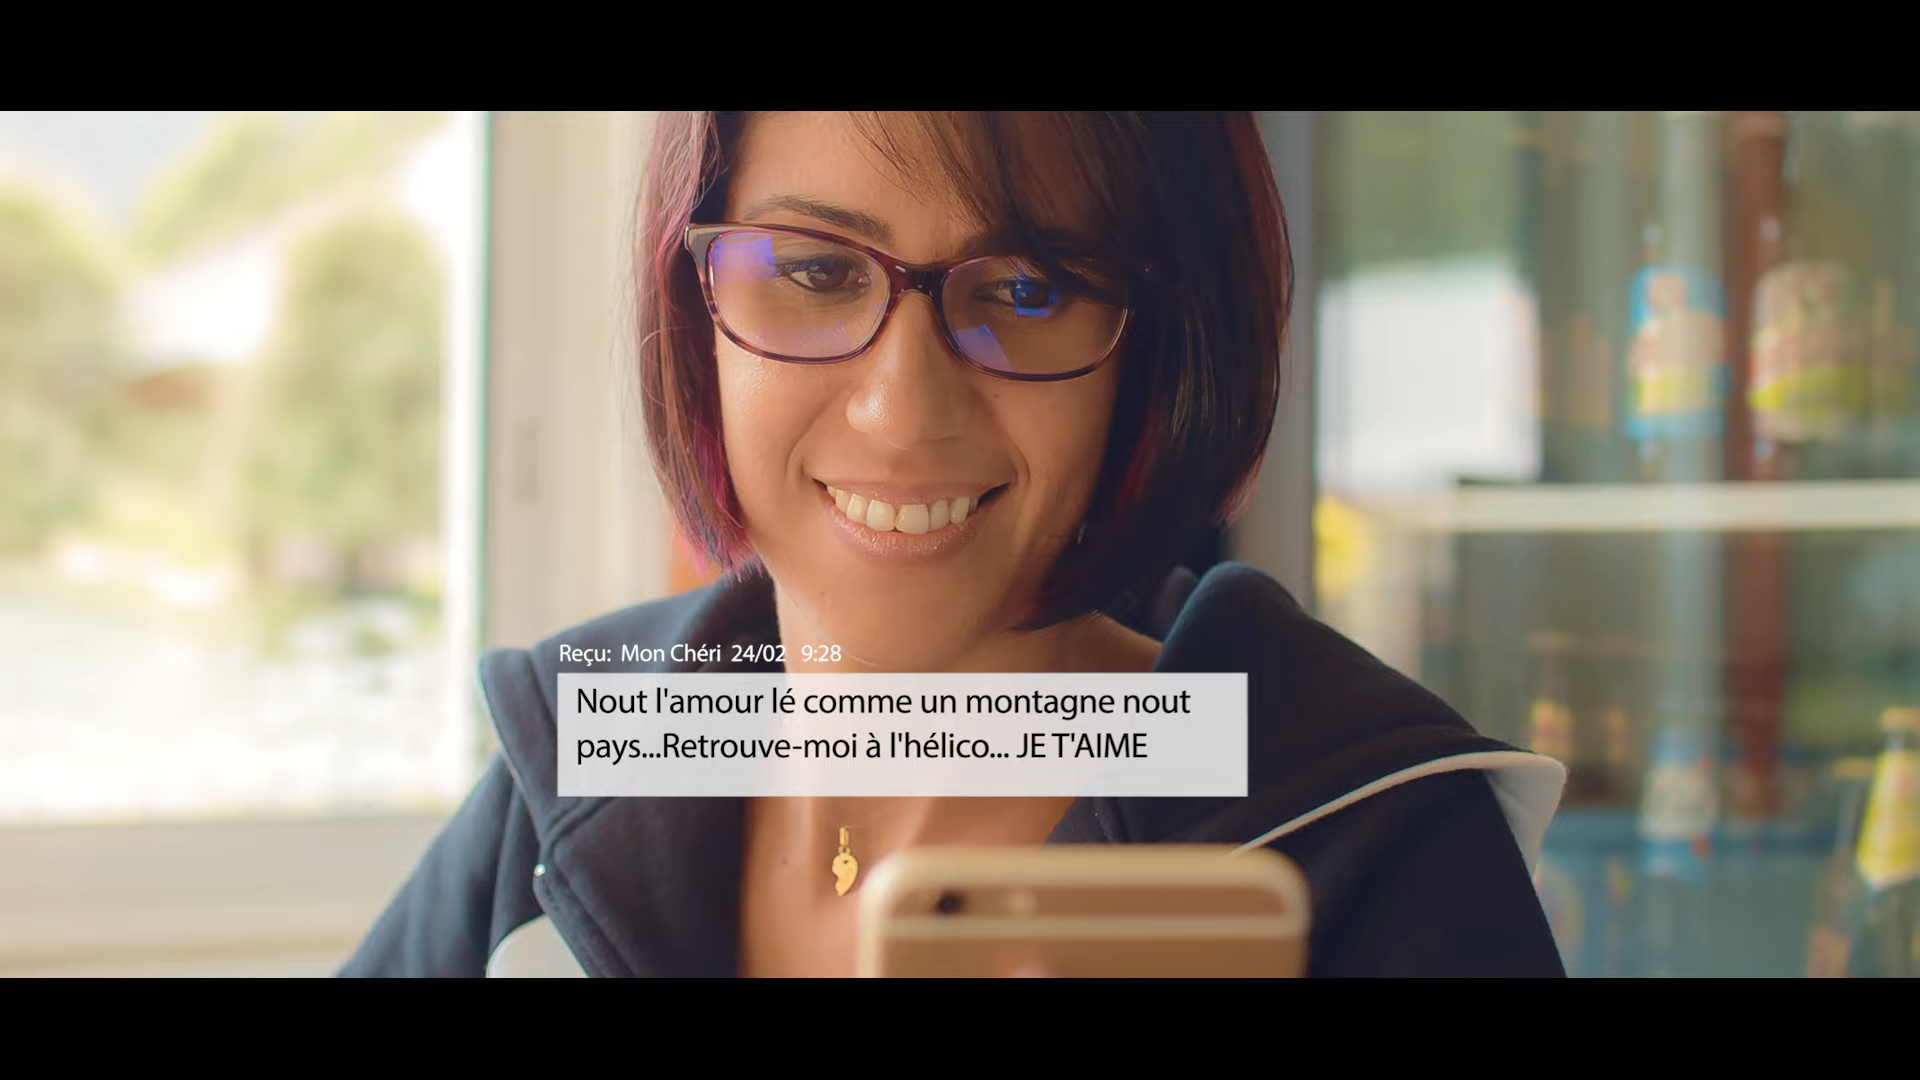 Reçu: Mon Chéri 24/02 9:28
Nout l'amour lé comme un montagne nout
pays...Retrouve-moi à l'hélico... JE T'AIME